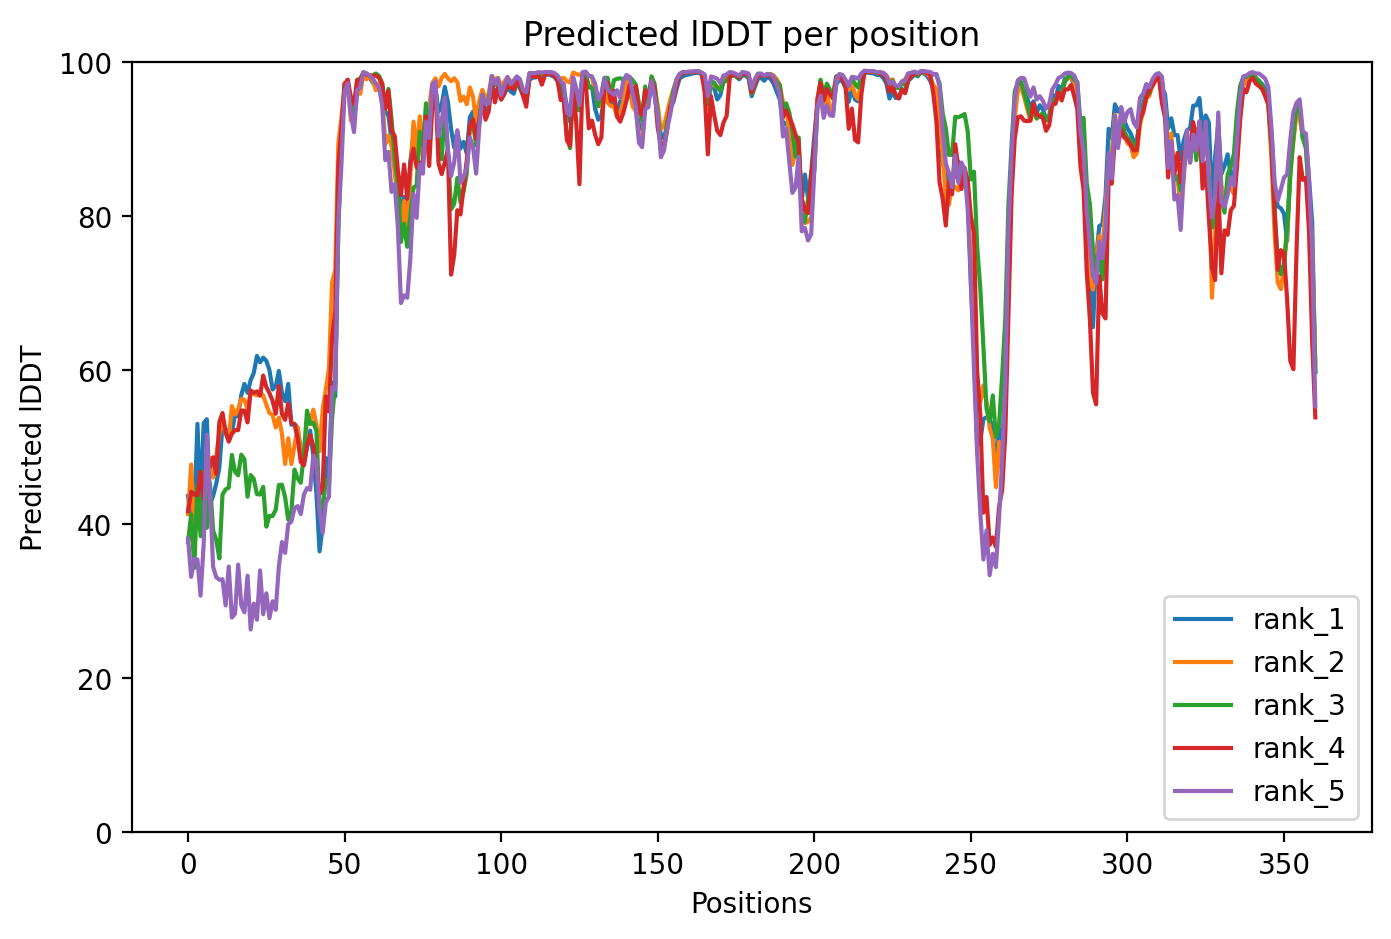 Predicted lDDT per position
100
80
60
40
20
0
Predicted lDDT
0 50 100 150 200 250 300 350
Positions
rank_1
rank_2
rank_3
rank_4
rank_5